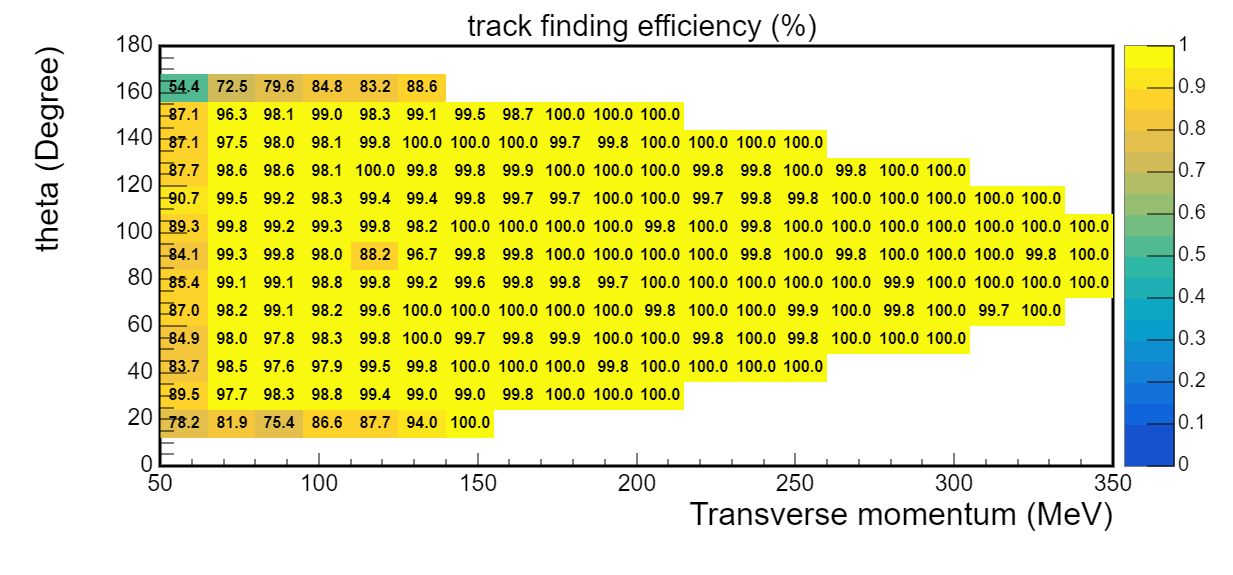 track finding efficiency (%)
180 1
160 54.4 72.5 79.6 84.8 83.2 88.6 0.9
87.1 96.3 98.1 99.0 98.3 99.1 99.5 98.7 100.0 100.0 100.0
140 87.1 97.5 98.0 98.1 99.8 100.0 100.0 100.0 99.7 99.8 100.0 100.0 100.0 100.0 0.8
87.7 98.6 98.6 98.1 100.0 99.8 99.8 99.9 100.0 100.0 100.0 99.8 99.8 100.0 99.8 100.0 100.0 0.7
120 90.7 99.5 99.2 98.3 99.4 99.4 99.8 99.7 99.7 100.0 100.0 99.7 99.8 99.8 100.0 100.0 100.0 100.0 100.0 0.6
100 89.3 99.8 99.2 99.3 99.8 98.2 100.0 100.0 100.0 100.0 99.8 100.0 99.8 100.0 100.0 100.0 100.0 100.0 100.0 100.0
84.1 99.3 99.8 98.0 88.2 96.7 99.8 99.8 100.0 100.0 100.0 100.0 99.8 100.0 99.8 100.0 100.0 100.0 99.8 100.0 0.5
80 85.4 99.1 99.1 98.8 99.8 99.2 99.6 99.8 99.8 99.7 100.0 100.0 100.0 100.0 100.0 99.9 100.0 100.0 100.0 100.0
87.0 98.2 99.1 98.2 99.6 100.0 100.0 100.0 100.0 100.0 99.8 100.0 100.0 99.9 100.0 99.8 100.0 99.7 100.0 0.4
60 84.9 98.0 97.8 98.3 99.8 100.0 99.7 99.8 99.9 100.0 100.0 99.8 100.0 99.8 100.0 100.0 100.0 0.3
40 83.7 98.5 97.6 97.9 99.5 99.8 100.0 100.0 100.0 99.8 100.0 100.0 100.0 100.0 0.2
89.5 97.7 98.3 98.8 99.4 99.0 99.0 99.8 100.0 100.0 100.0
20 78.2 81.9 75.4 86.6 87.7 94.0 100.0 0.1
0 0
50 100 150 200 250 300 350
Transverse momentum (MeV)
theta (Degree)